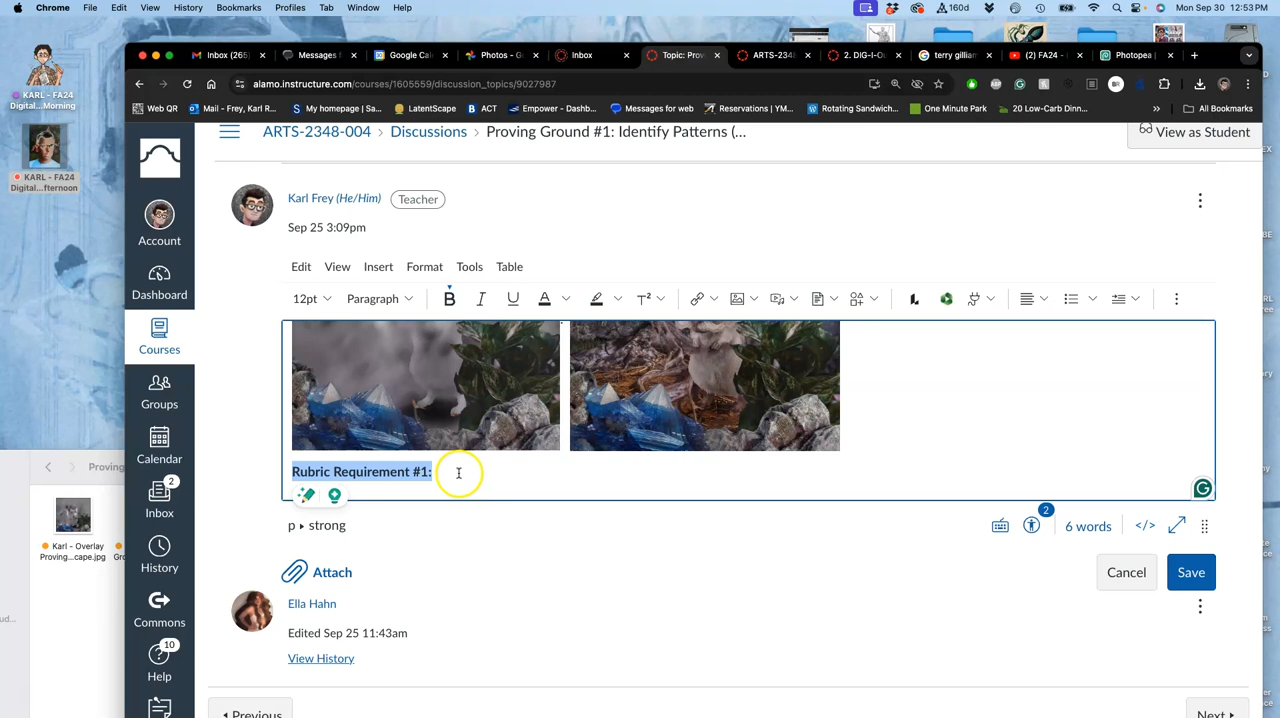 Chrome File Edit View History Bookmarks Profiles Tab Window Help
160d
Mon Sep 30 12:53 PM
KARL - FA24
Digital...Morning
KARL - FA24
Digital...fternoon
Inbox (265)
Messages f
Google Cal
Photos - G
Inbox
Topic: Prov
ARTS-234
2. DIG-I-O
terry gilliam
(5) FA24 -
Photopea
alamo.instructure.com/courses/1605559/discussion_topics/9027987
Web QR
Mail - Frey, Karl R...
My homepage | Sa...
LatentScape
ACT
Empower - Dashb...
Messages for web
Reservations | YM...
Rotating Sandwich...
One Minute Park
20 Low-Carb Dinn...
All Bookmarks
ARTS-2348-004 › Discussions › Proving Ground #1: Identify Patterns (...
View as Student
Account
Dashboard
Courses
Groups
Calendar
2
Inbox
History
Commons
10
Help
Karl Frey (He/Him) Teacher
Sep 25 3:09pm
Edit View Insert Format Tools Table
12pt Paragraph B I U A T²
Rubric Requirement #1:
p ▸ strong
2
6 words </>
Attach
Cancel Save
Ella Hahn
Edited Sep 25 11:43am
View History
Previous
Next
Proving
Karl - Overlay
Proving...cape.jpg